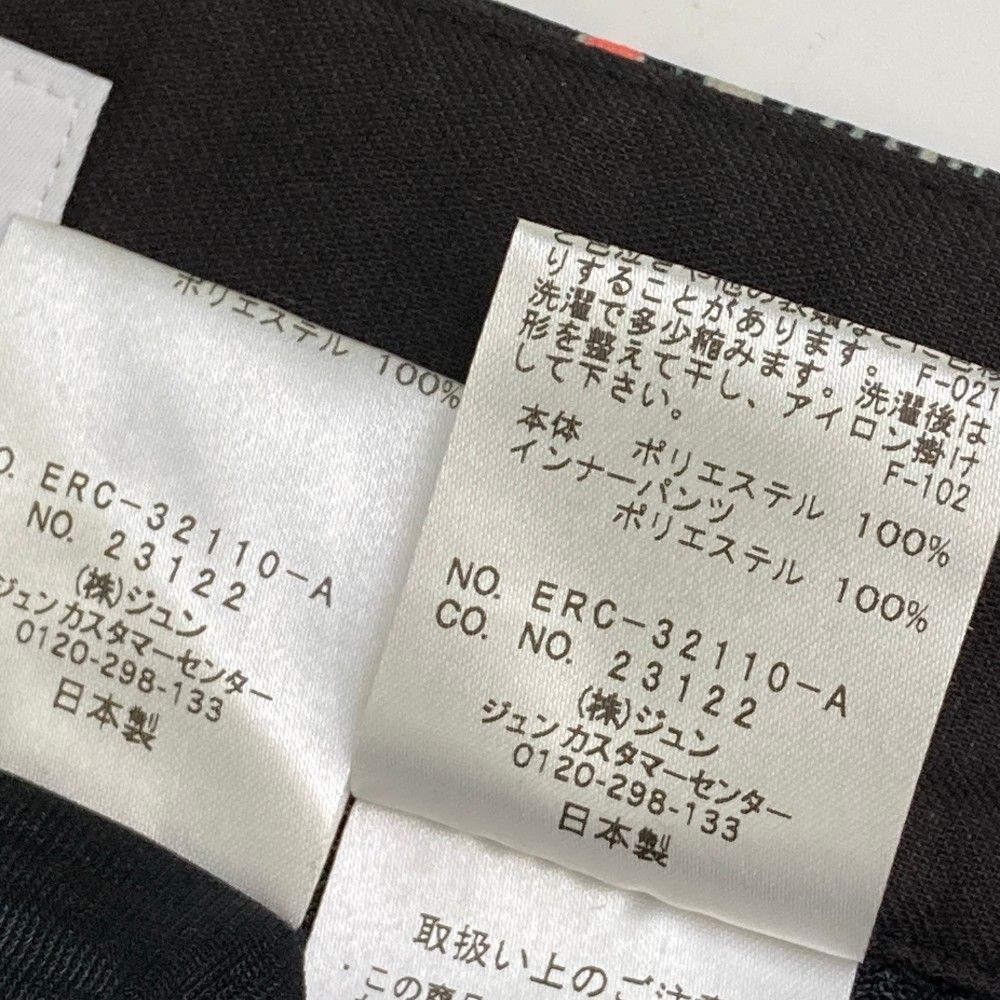 ポリエステル 100%
O. ERC-32110-A
NO. 23122
(株)ジュン
ジュンカスタマーセンター
0120-298-133
日本製
りすることがあります。
F-021
洗濯で多少縮みます。洗濯後は
形を整えて干し、アイロン掛け
して下さい。
F-102
本体 ポリエステル 100%
インナーパンツ
ポリエステル 100%
NO. ERC-32110-A
CO. NO. 23122
(株)ジュン
ジュンカスタマーセンター
0120-298-133
日本製
取扱い上のご注意
・この商品